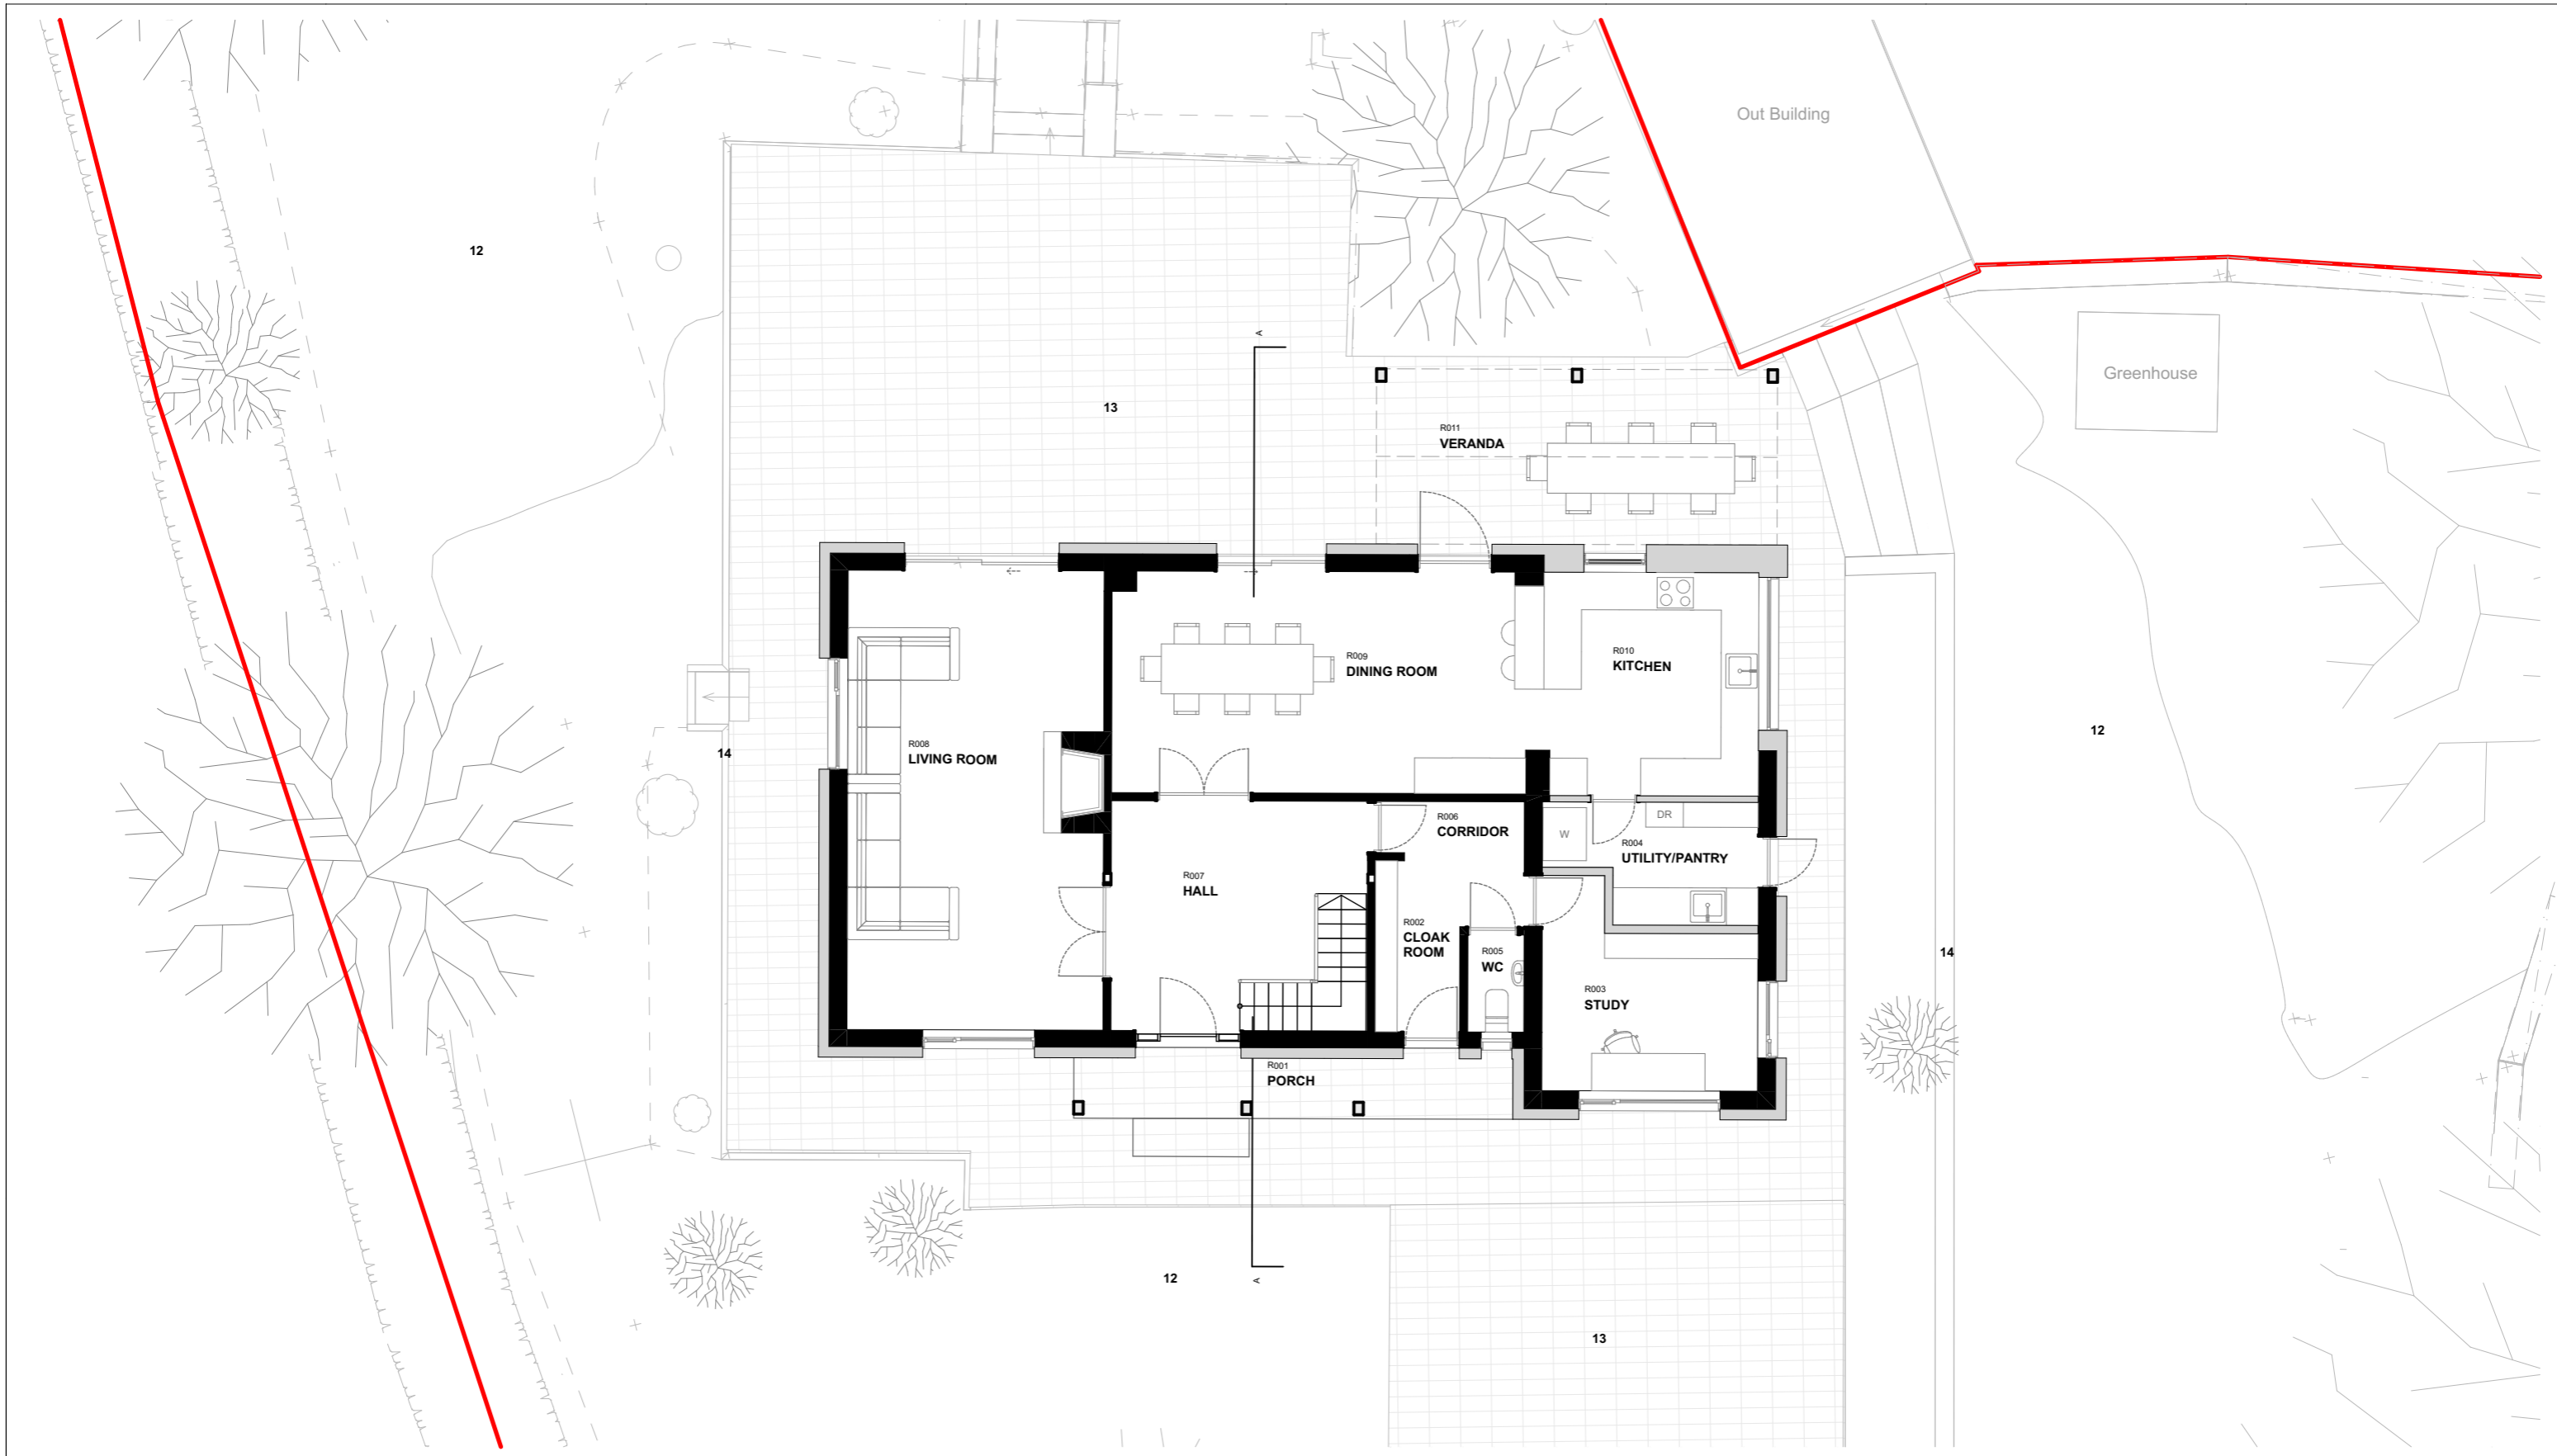 Out Building
12
A
Greenhouse
13
R011
VERANDA
R009
DINING ROOM
R010
KITCHEN
12
14
R008
LIVING ROOM
R006
CORRIDOR
DR
W
R004
UTILITY/PANTRY
R007
HALL
R002
CLOAK
ROOM
R005
WC
14
R003
STUDY
R001
PORCH
12
A
13